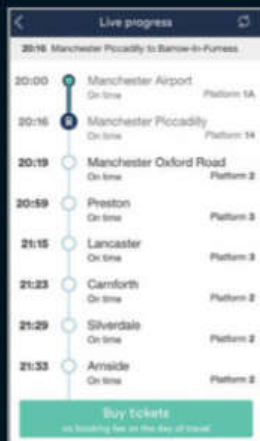 Live progress
20:16 Manchester Piccadilly to Barrow-In-Furness
20:00 Manchester Airport
On time Platform 1A
20:16 Manchester Piccadilly
On time Platform 14
20:19 Manchester Oxford Road
On time Platform 2
20:59 Preston
On time Platform 3
21:15 Lancaster
On time Platform 3
21:23 Carnforth
On time Platform 2
21:29 Silverdale
On time Platform 2
21:33 Arnside
On time Platform 2
Buy tickets
no booking fee on the day of travel